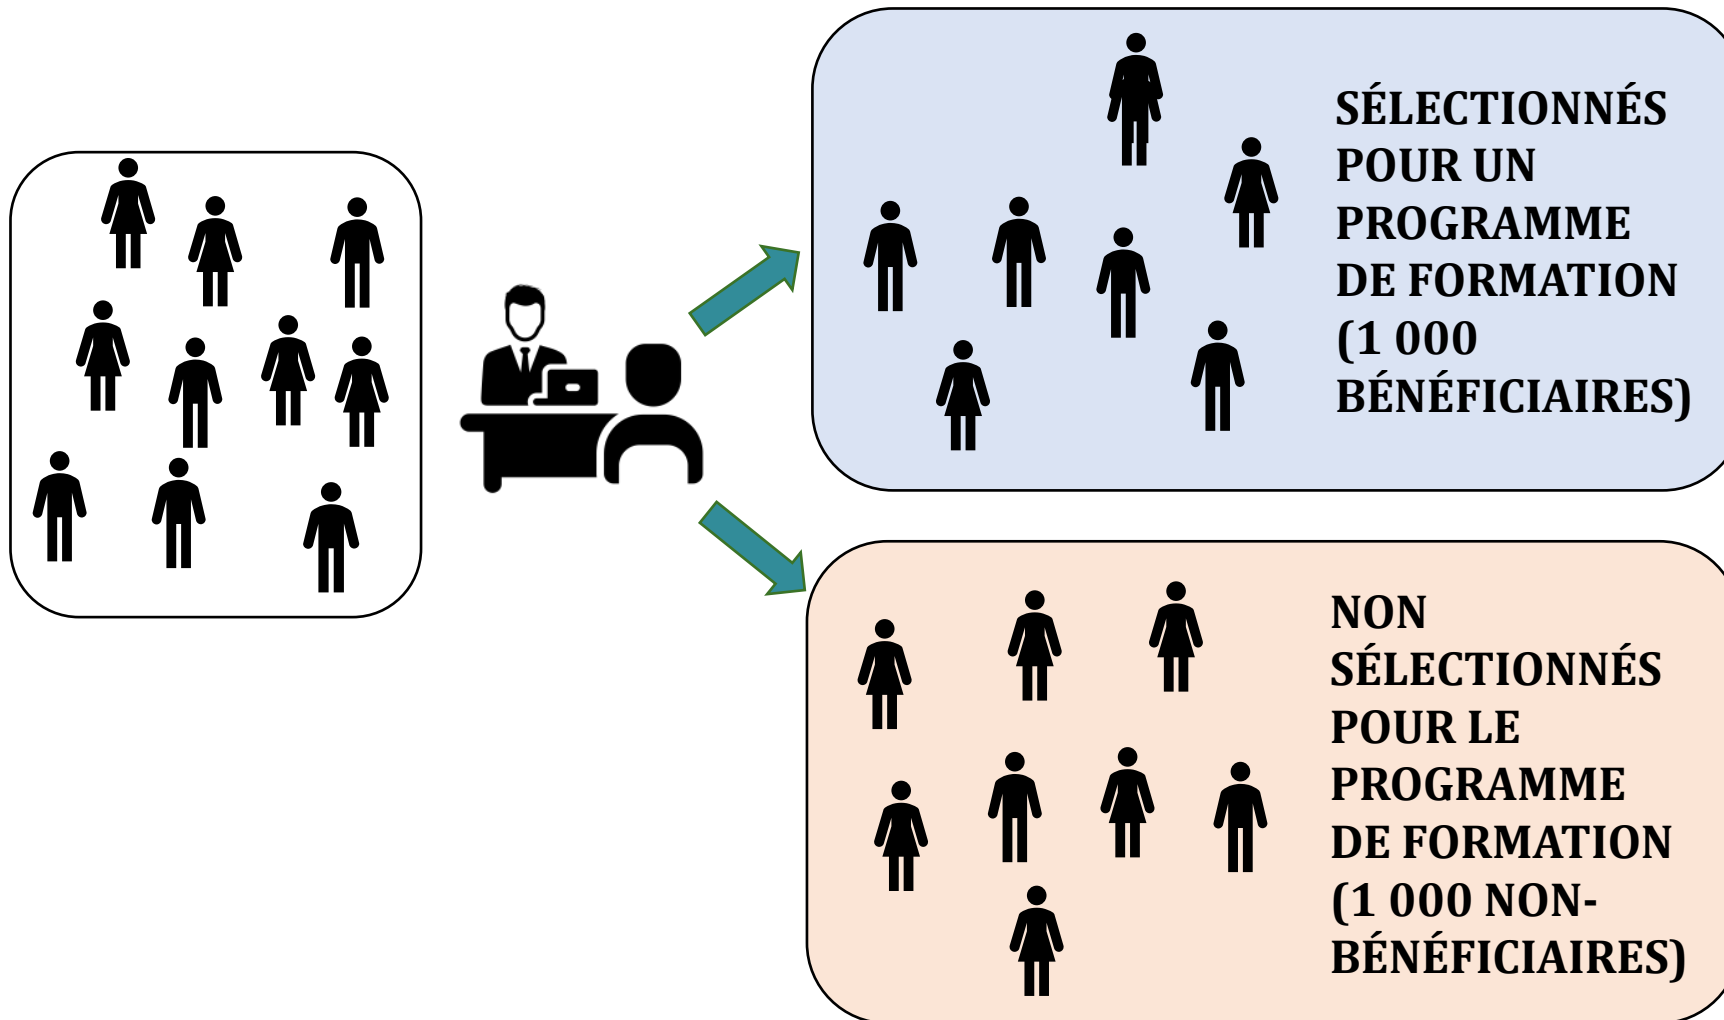 SÉLECTIONNÉS
POUR UN
PROGRAMME
DE FORMATION
(1 000
BÉNÉFICIAIRES)
NON
SÉLECTIONNÉS
POUR LE
PROGRAMME
DE FORMATION
(1 000 NON-
BÉNÉFICIAIRES)